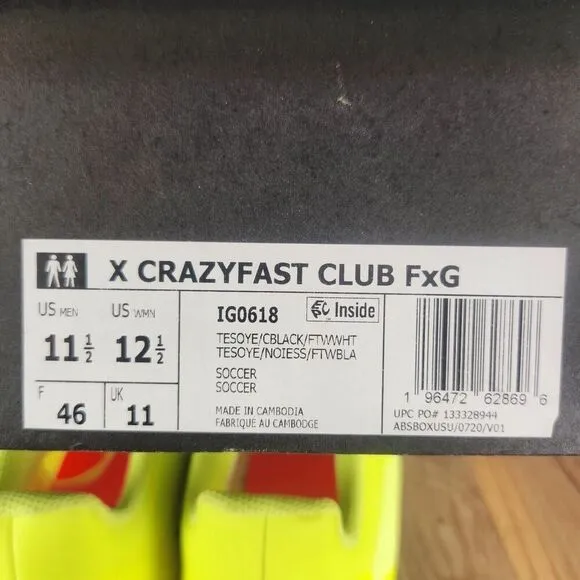 X CRAZYFAST CLUB FxG
US MEN
US WMN
11 1/2
12 1/2
F
46
UK
11
IG0618
Inside
TESOYE/CBLACK/FTWWHT
TESOYE/NOIESS/FTWBLA
SOCCER
SOCCER
MADE IN CAMBODIA
FABRIQUE AU CAMBODGE
1 96472 62869 6
UPC PO# 133328944
ABSBOXUSU/0720/V01